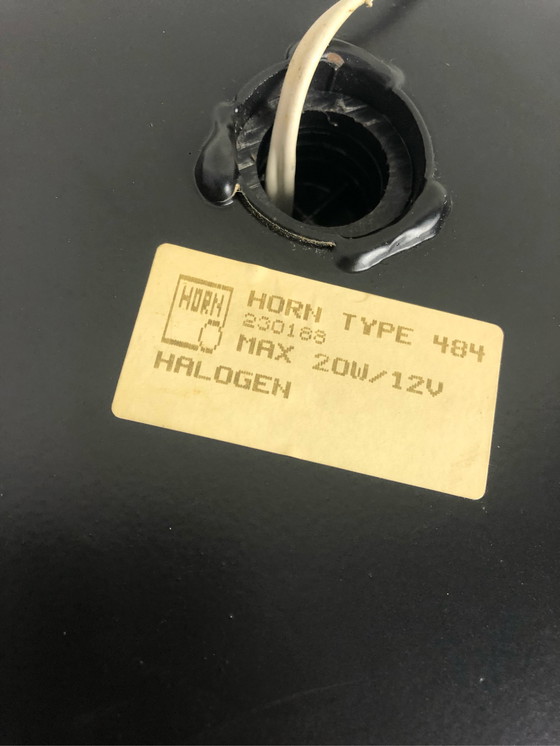 HORN
HORN TYPE 484
230188
MAX 20W/12V
HALOGEN